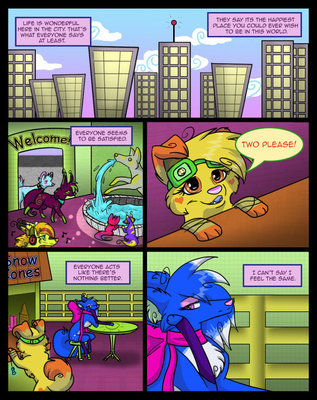 LIFE IS WONDERFUL
HERE IN THE CITY. THAT'S
WHAT EVERYONE SAYS
AT LEAST.
THEY SAY ITS THE HAPPIEST
PLACE YOU COULD EVER WISH
TO BE IN THIS WORLD.
EVERYONE SEEMS
TO BE SATISFIED.
Welcome
TWO PLEASE!
EVERYONE ACTS
LIKE THERE'S
NOTHING BETTER.
Snow
Cones
I CAN'T SAY I
FEEL THE SAME.